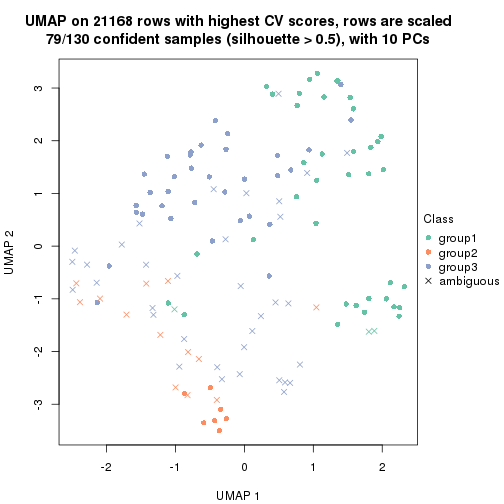 UMAP on 21168 rows with highest CV scores, rows are scaled
79/130 confident samples (silhouette > 0.5), with 10 PCs
3
2
1
0
-1
-2
-3
UMAP 2
-2
-1
0
1
2
UMAP 1
Class
group1
group2
group3
ambiguous